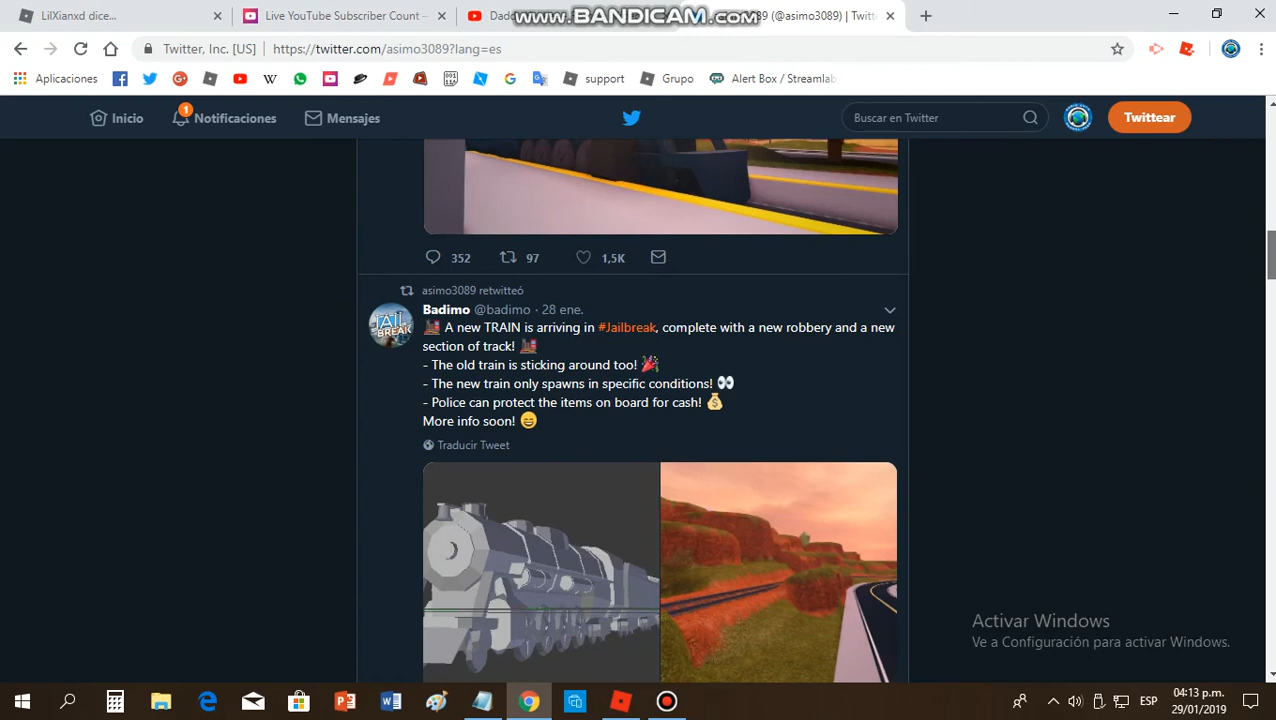 LilXianxd dice...
Live YouTube Subscriber Count —
www.BANDICAM.com
(@asimo3089) | Twitt
Twitter, Inc. [US] | https://twitter.com/asimo3089?lang=es
Aplicaciones
support
Grupo
Alert Box / Streamlab
Inicio
1
Notificaciones
Mensajes
Buscar en Twitter
Twittear
352
97
1,5K
asimo3089 retwitteó
Badimo @badimo · 28 ene.
A new TRAIN is arriving in #Jailbreak, complete with a new robbery and a new
section of track!
- The old train is sticking around too!
- The new train only spawns in specific conditions!
- Police can protect the items on board for cash!
More info soon!
JAIL
BREAK
Traducir Tweet
Activar Windows
Ve a Configuración para activar Windows.
ESP
04:13 p.m.
29/01/2019